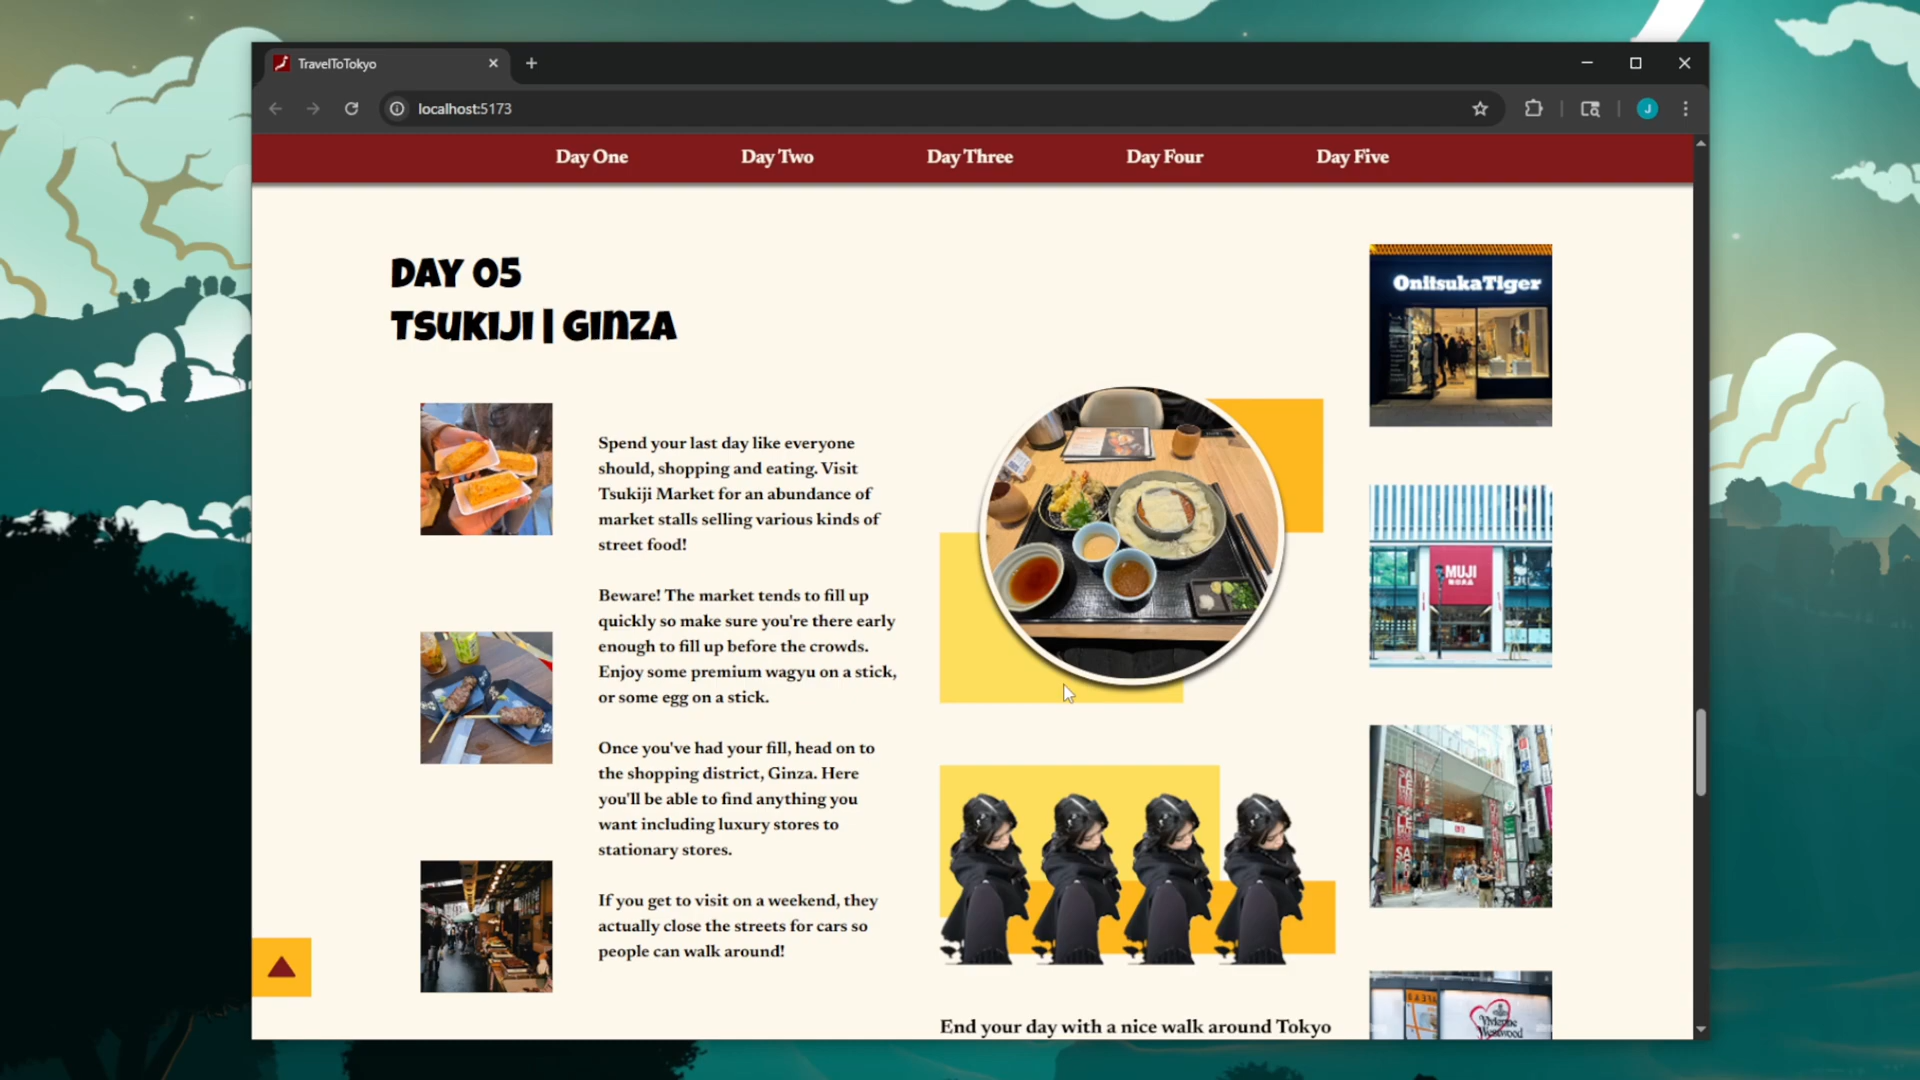 TravelToTokyo
localhost:5173
J
Day One
Day Two
Day Three
Day Four
Day Five
DAY 05
TSUKIJI | GINZA
Spend your last day like everyone
should, shopping and eating. Visit
Tsukiji Market for an abundance of
market stalls selling various kinds of
street food!
Beware! The market tends to fill up
quickly so make sure you're there early
enough to fill up before the crowds.
Enjoy some premium wagyu on a stick,
or some egg on a stick.
Once you've had your fill, head on to
the shopping district, Ginza. Here
you'll be able to find anything you
want including luxury stores to
stationary stores.
If you get to visit on a weekend, they
actually close the streets for cars so
people can walk around!
End your day with a nice walk around Tokyo
OnitsukaTiger
MUJI
無印良品
SALE
Vivienne
Westwood